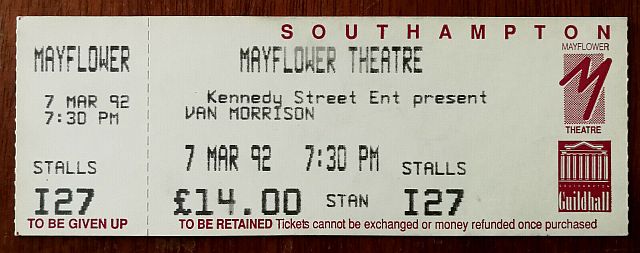 SOUTHAMPTON
MAYFLOWER
7 MAR 92
7:30 PM
STALLS
I27
TO BE GIVEN UP
MAYFLOWER THEATRE
Kennedy Street Ent present
VAN MORRISON
7 MAR 92 7:30 PM STALLS
£14.00 STAN I27
TO BE RETAINED Tickets cannot be exchanged or money refunded once purchased
MAYFLOWER
M
THEATRE
SOUTHAMPTON
Guildhall